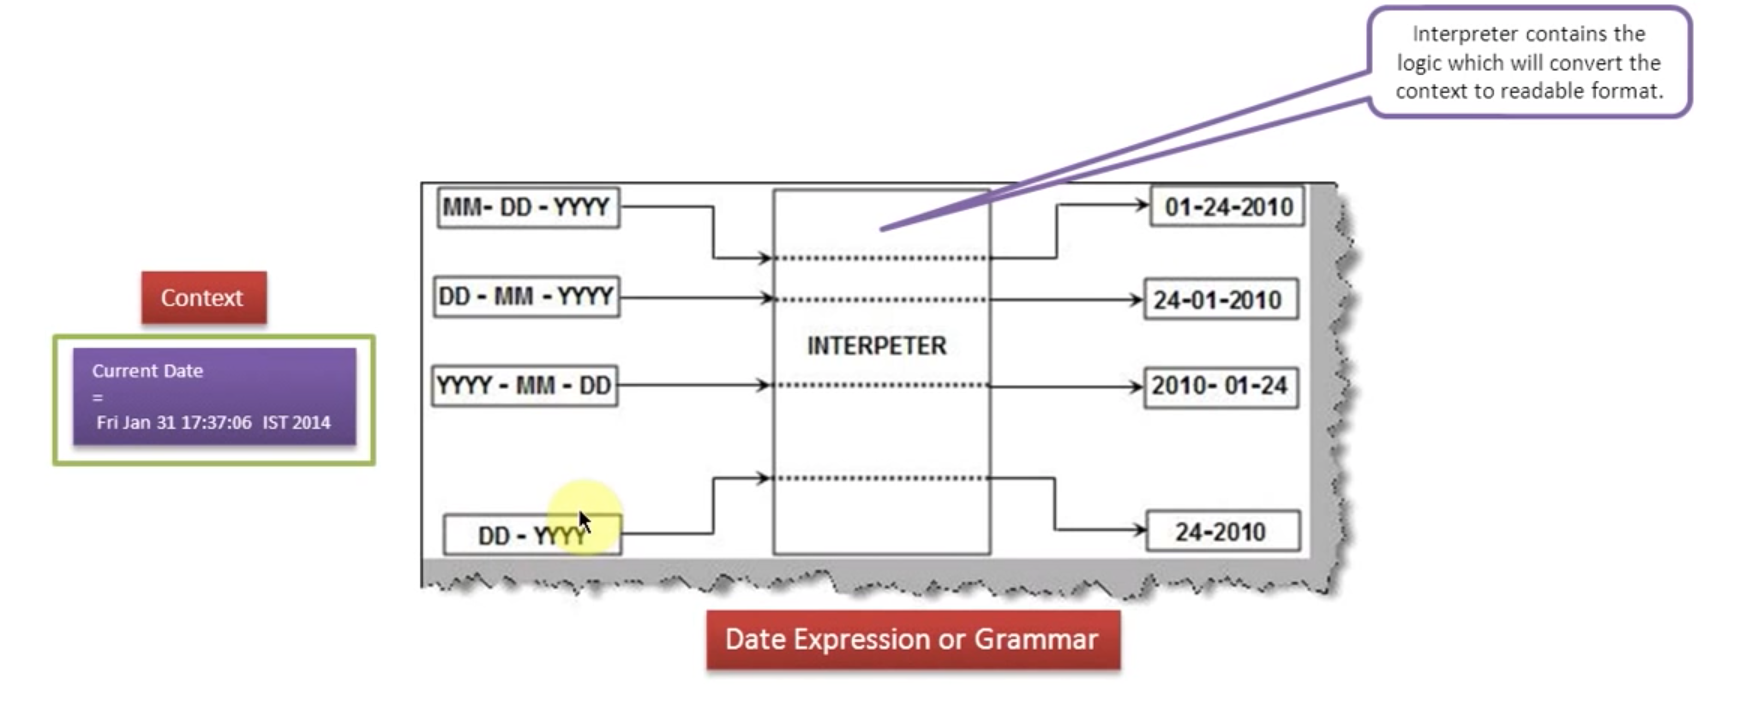 Interpreter contains the
logic which will convert the
context to readable format.
MM- DD - YYYY
01-24-2010
DD - MM - YYYY
24-01-2010
INTERPETER
YYYY - MM - DD
2010- 01-24
DD - YYYY
24-2010
Context
Current Date
=
Fri Jan 31 17:37:06 IST 2014
Date Expression or Grammar